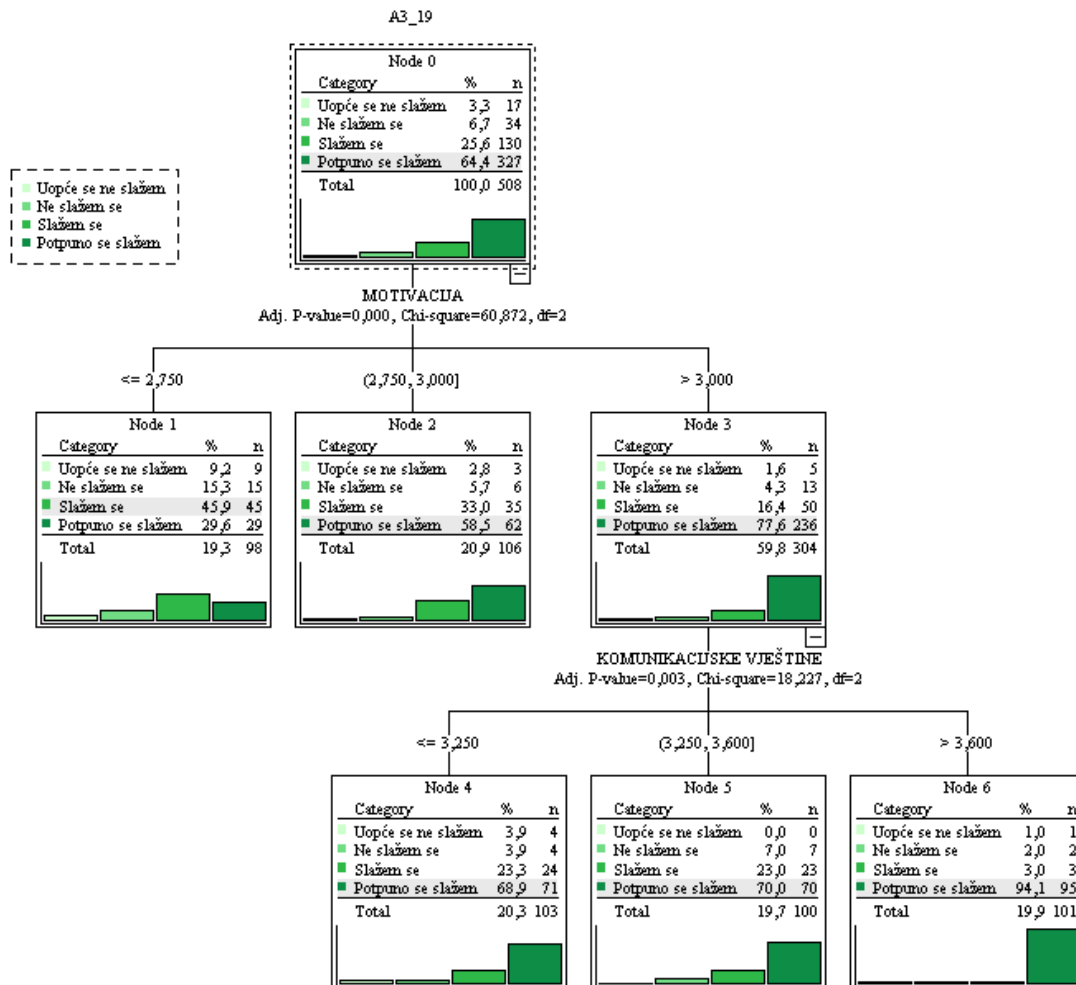 A3_19
Node 0
Category % n
Uopće se ne slažem 3,3 17
Ne slažem se 6,7 34
Slažem se 25,6 130
Potpuno se slažem 64,4 327
Total 100,0 508
Uopće se ne slažem
Ne slažem se
Slažem se
Potpuno se slažem
MOTIVACIJA
Adj. P-value=0,000, Chi-square=60,872, df=2
<= 2,750
(2,750, 3,000]
> 3,000
Node 1
Category % n
Uopće se ne slažem 9,2 9
Ne slažem se 15,3 15
Slažem se 45,9 45
Potpuno se slažem 29,6 29
Total 19,3 98
Node 2
Category % n
Uopće se ne slažem 2,8 3
Ne slažem se 5,7 6
Slažem se 33,0 35
Potpuno se slažem 58,5 62
Total 20,9 106
Node 3
Category % n
Uopće se ne slažem 1,6 5
Ne slažem se 4,3 13
Slažem se 16,4 50
Potpuno se slažem 77,6 236
Total 59,8 304
KOMUNIKACIJSKE VJEŠTINE
Adj. P-value=0,003, Chi-square=18,227, df=2
<= 3,250
(3,250, 3,600]
> 3,600
Node 4
Category % n
Uopće se ne slažem 3,9 4
Ne slažem se 3,9 4
Slažem se 23,3 24
Potpuno se slažem 68,9 71
Total 20,3 103
Node 5
Category % n
Uopće se ne slažem 0,0 0
Ne slažem se 7,0 7
Slažem se 23,0 23
Potpuno se slažem 70,0 70
Total 19,7 100
Node 6
Category % n
Uopće se ne slažem 1,0 1
Ne slažem se 2,0 2
Slažem se 3,0 3
Potpuno se slažem 94,1 95
Total 19,9 101